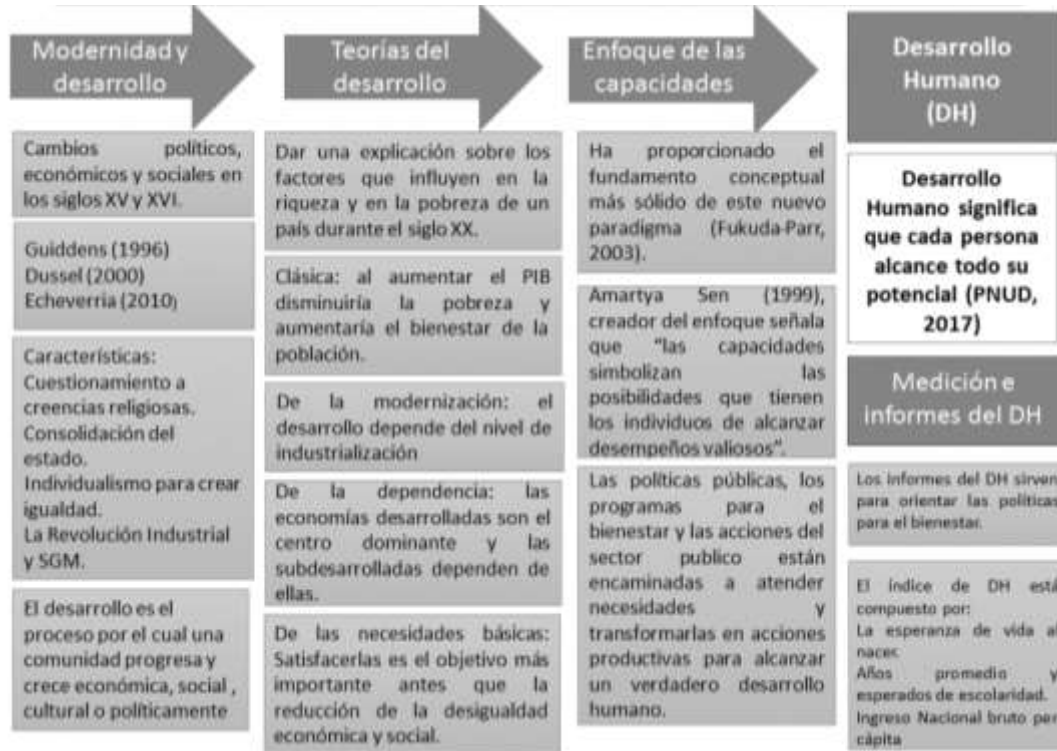 Modernidad y
desarrollo
Cambios políticos,
económicos y sociales en
los siglos XV y XVI.
Guiddens (1996)
Dussel (2000)
Echeverria (2010)
Características:
Cuestionamiento a
creencias religiosas.
Consolidación del
estado.
Individualismo para crear
igualdad.
La Revolución Industrial
y SGM.
El desarrollo es el
proceso por el cual una
comunidad progresa y
crece económica, social ,
cultural o políticamente
Teorías del
desarrollo
Dar una explicación sobre los
factores que influyen en la
riqueza y en la pobreza de un
país durante el siglo XX.
Clásica: al aumentar el PIB
disminuiría la pobreza y
aumentaría el bienestar de la
población.
De la modernización: el
desarrollo depende del nivel de
industrialización
De la dependencia: las
economías desarrolladas son el
centro dominante y las
subdesarrolladas dependen de
ellas.
De las necesidades básicas:
Satisfacerlas es el objetivo más
importante antes que la
reducción de la desigualdad
económica y social.
Enfoque de las
capacidades
Ha proporcionado el
fundamento conceptual
más sólido de este nuevo
paradigma (Fukuda-Parr,
2003).
Amartya Sen (1999),
creador del enfoque señala
que "las capacidades
simbolizan las
posibilidades que tienen
los individuos de alcanzar
desempeños valiosos".
Las políticas públicas, los
programas para el
bienestar y las acciones del
sector publico están
encaminadas a atender
necesidades y
transformarlas en acciones
productivas para alcanzar
un verdadero desarrollo
humano.
Desarrollo
Humano
(DH)
Desarrollo
Humano significa
que cada persona
alcance todo su
potencial (PNUD,
2017)
Medición e
informes del DH
Los informes del DH sirven
para orientar las políticas
para el bienestar.
El índice de DH está
compuesto por:
La esperanza de vida al
nacer.
Años promedio y
esperados de escolaridad.
Ingreso Nacional bruto per
cápita